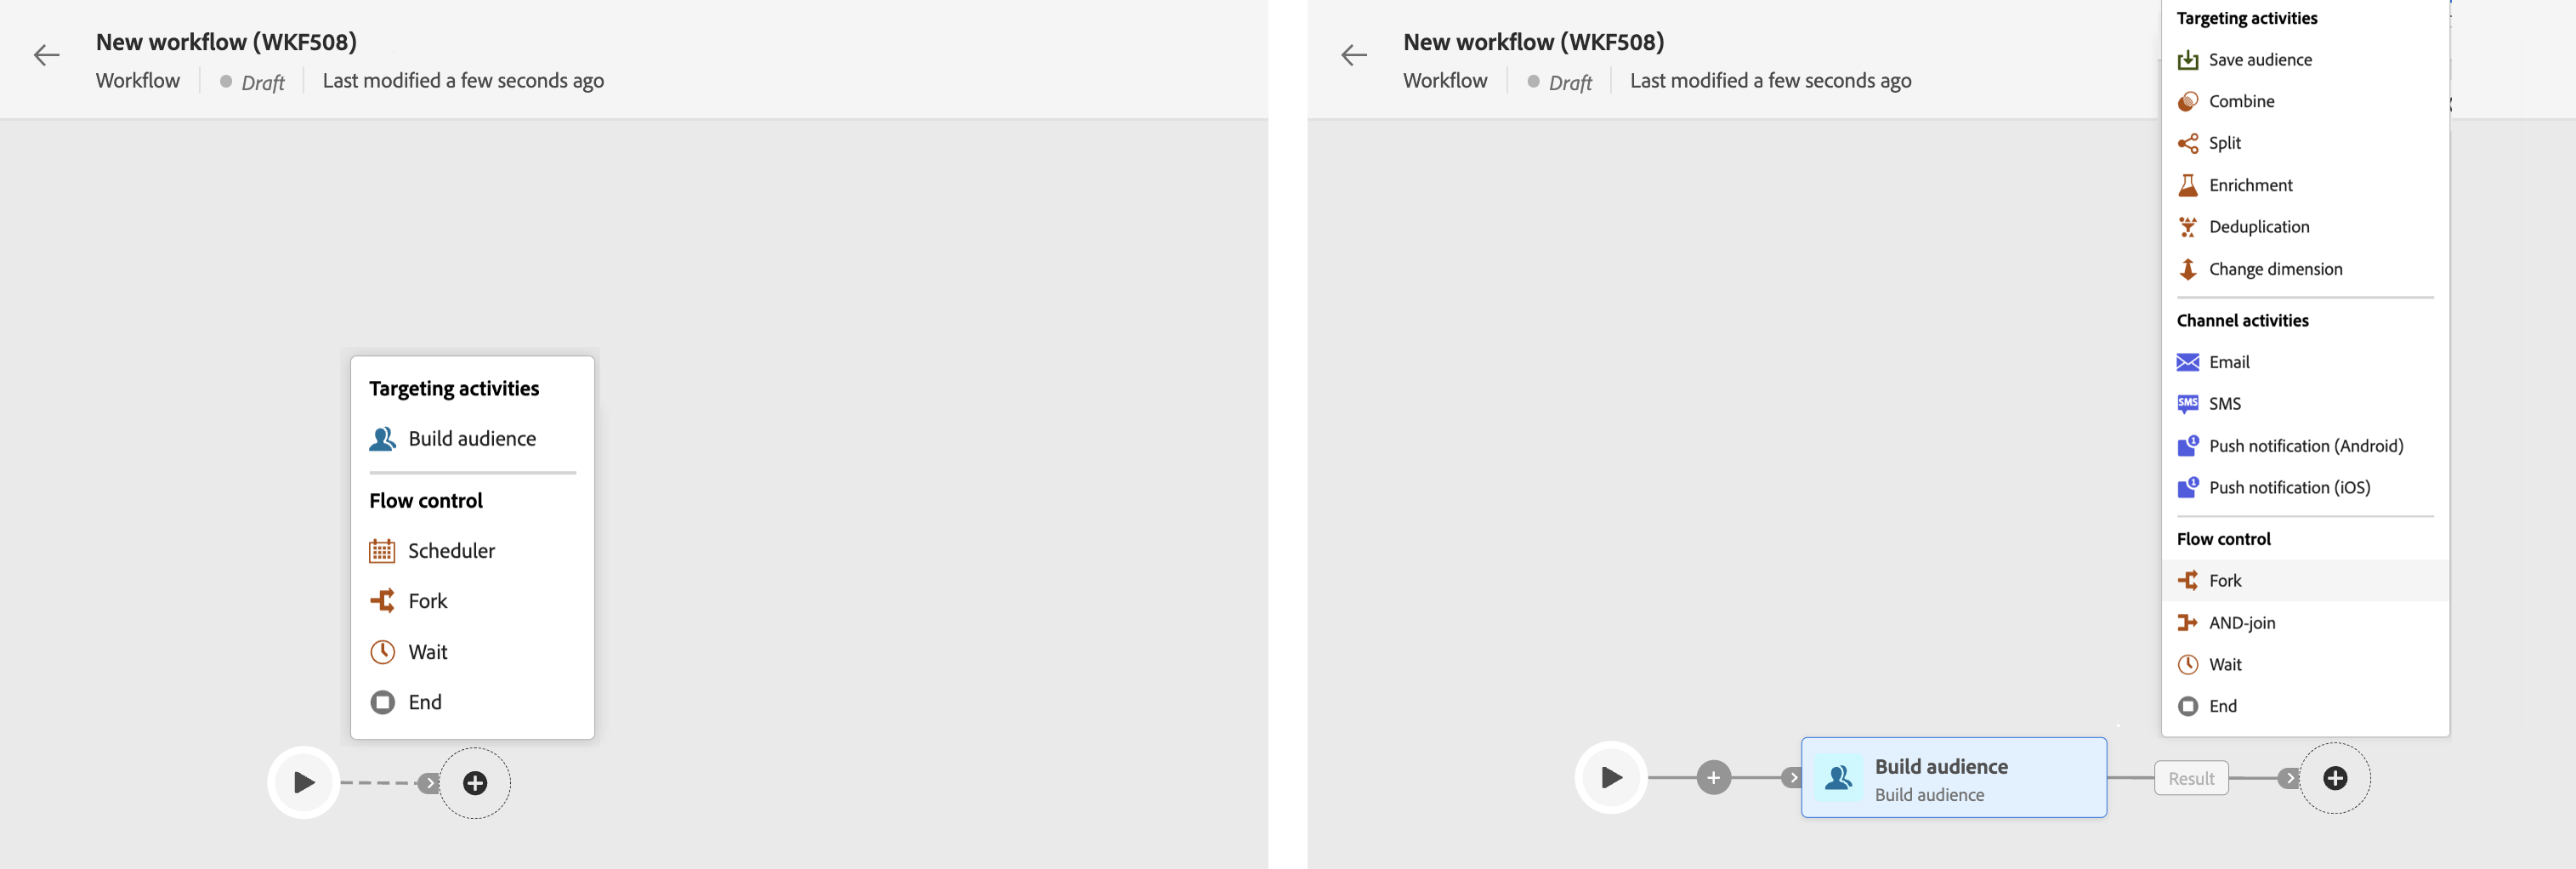 New workflow (WKF508)
Workflow Draft Last modified a few seconds ago
Targeting activities
Build audience
Flow control
Scheduler
Fork
Wait
End
New workflow (WKF508)
Workflow Draft Last modified a few seconds ago
Targeting activities
Save audience
Combine
Split
Enrichment
Deduplication
Change dimension
Channel activities
Email
SMS
SMS
1
Push notification (Android)
1
Push notification (iOS)
Flow control
Fork
AND-join
Wait
End
Build audience
Build audience
Result